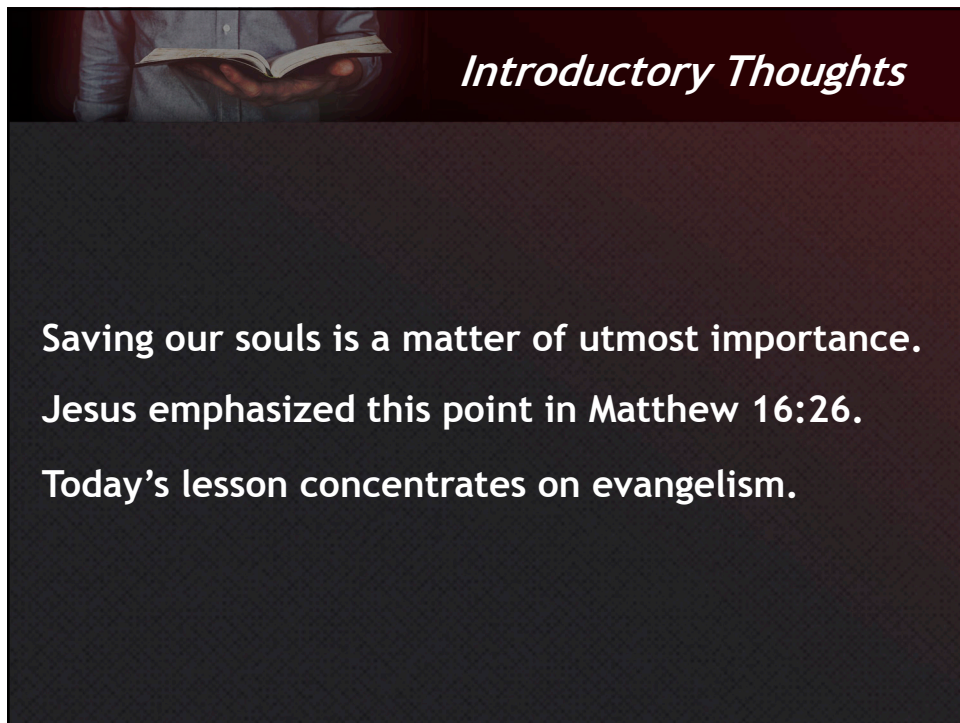 Introductory Thoughts
Saving our souls is a matter of utmost importance.
Jesus emphasized this point in Matthew 16:26.
Today’s lesson concentrates on evangelism.